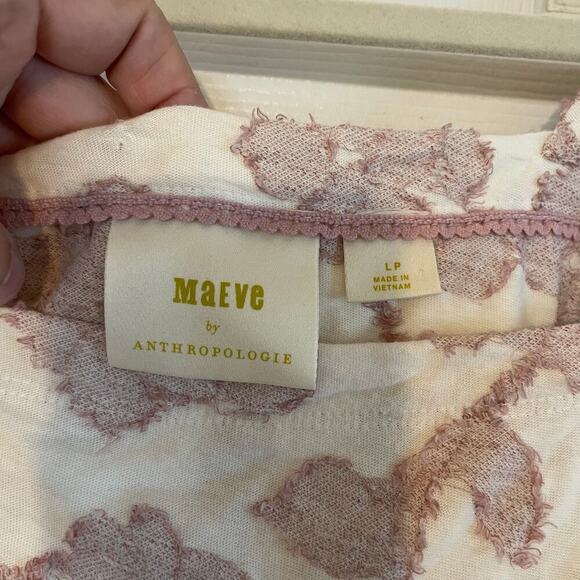 MaEve
by
ANTHROPOLOGIE
LP
MADE IN
VIETNAM